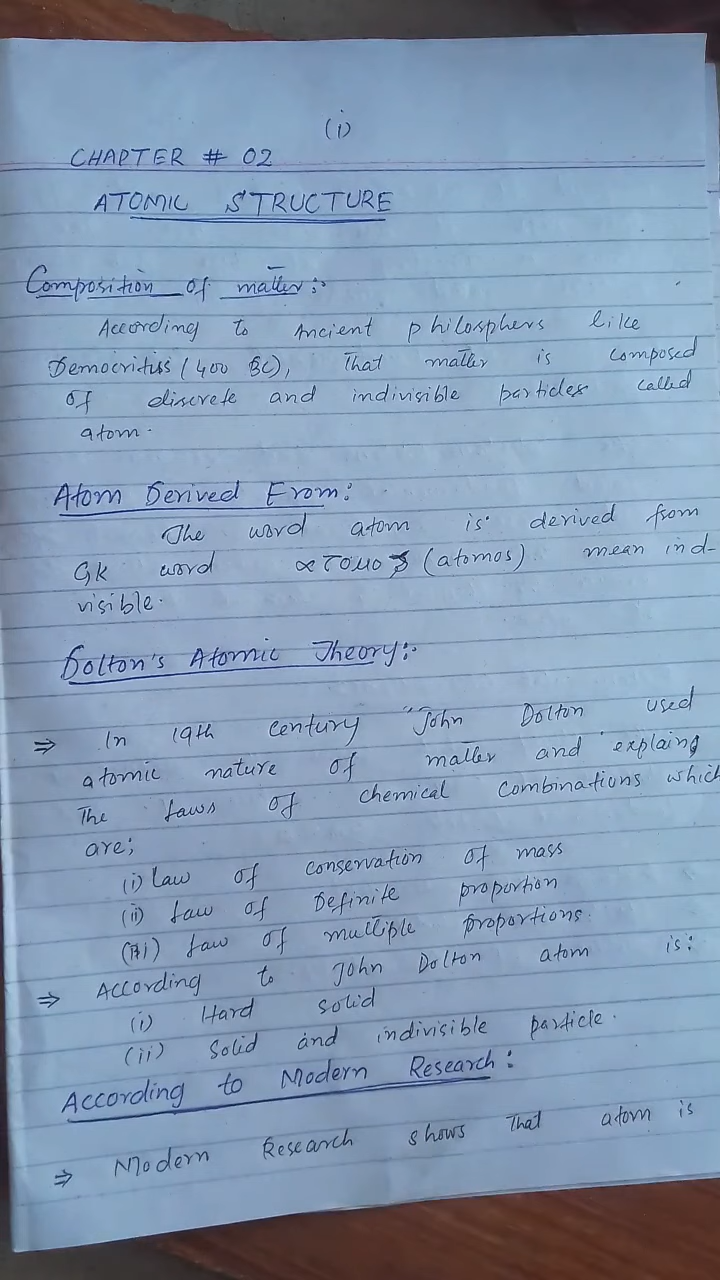 (i)
CHAPTER # 02
ATOMIC STRUCTURE
Composition of matter:-
According to Ancient philosphers like
Democritiss (400 BC), That matter is composed
of discrete and indivisible particles called
atom.
Atom Derived From:
The word atom is derived from
Gk word ατομος (atomos) mean ind-
visible.
Dolton's Atomic Theory:-
⇒ In 19th century "John Dolton used
atomic nature of matter and explaing
The Laws of chemical combinations which
are;
(i) Law of conservation of mass
(ii) Law of Definite proportion
(iii) Law of multiple proportions.
⇒ According to John Dolton atom is:
(i) Hard solid
(ii) Solid and indivisible particle.
According to Modern Research:
⇒ Modern Research shows That atom is